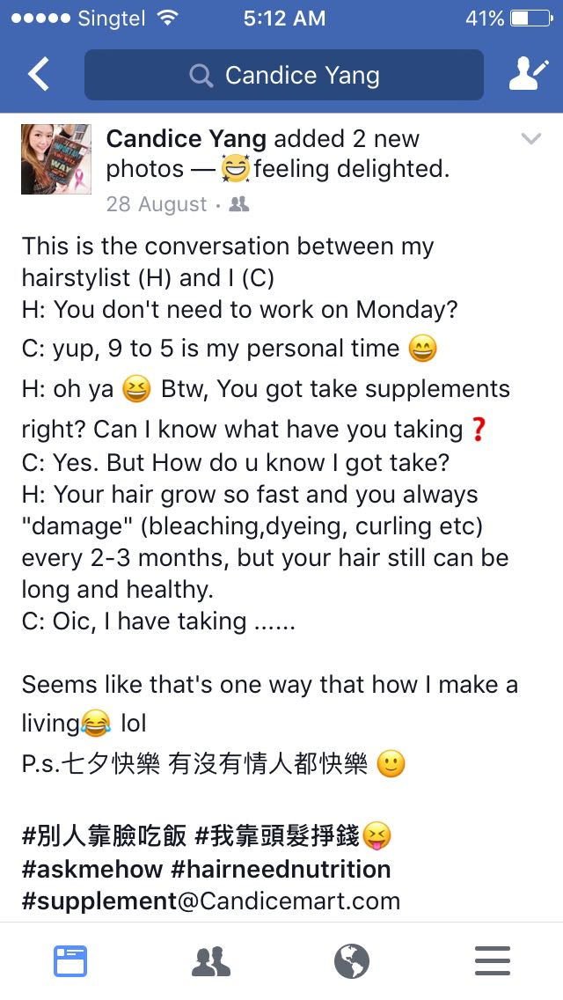 Singtel 5:12 AM 41%
Candice Yang
Candice Yang added 2 new
photos — 😁 feeling delighted.
28 August ·
This is the conversation between my
hairstylist (H) and I (C)
H: You don't need to work on Monday?
C: yup, 9 to 5 is my personal time 😄
H: oh ya 😆 Btw, You got take supplements
right? Can I know what have you taking ❓
C: Yes. But How do u know I got take?
H: Your hair grow so fast and you always
"damage" (bleaching,dyeing, curling etc)
every 2-3 months, but your hair still can be
long and healthy.
C: Oic, I have taking ......
Seems like that's one way that how I make a
living😂 lol
P.s.七夕快樂 有沒有情人都快樂 🙂
#別人靠臉吃飯 #我靠頭髮掙錢😝
#askmehow #hairneednutrition
#supplement@Candicemart.com